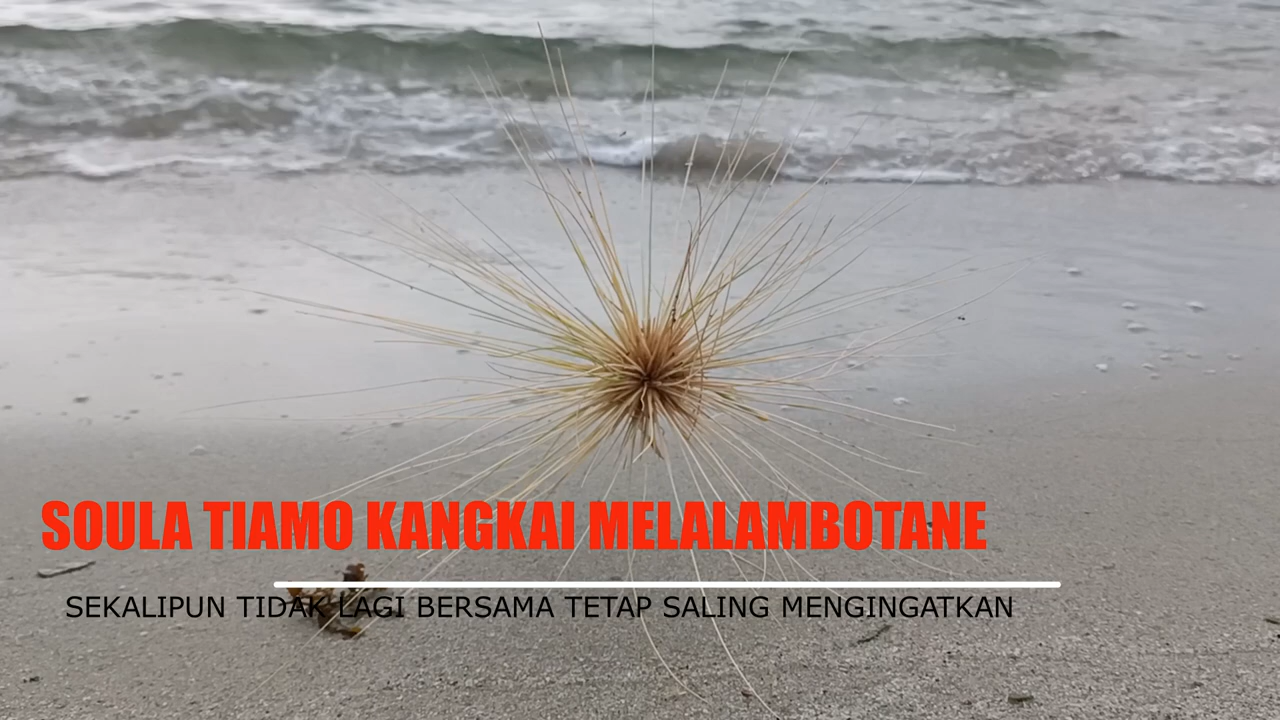 SOULA TIAMO KANGKAI MELALAMBOTANE
SEKALIPUN TIDAK LAGI BERSAMA TETAP SALING MENGINGATKAN